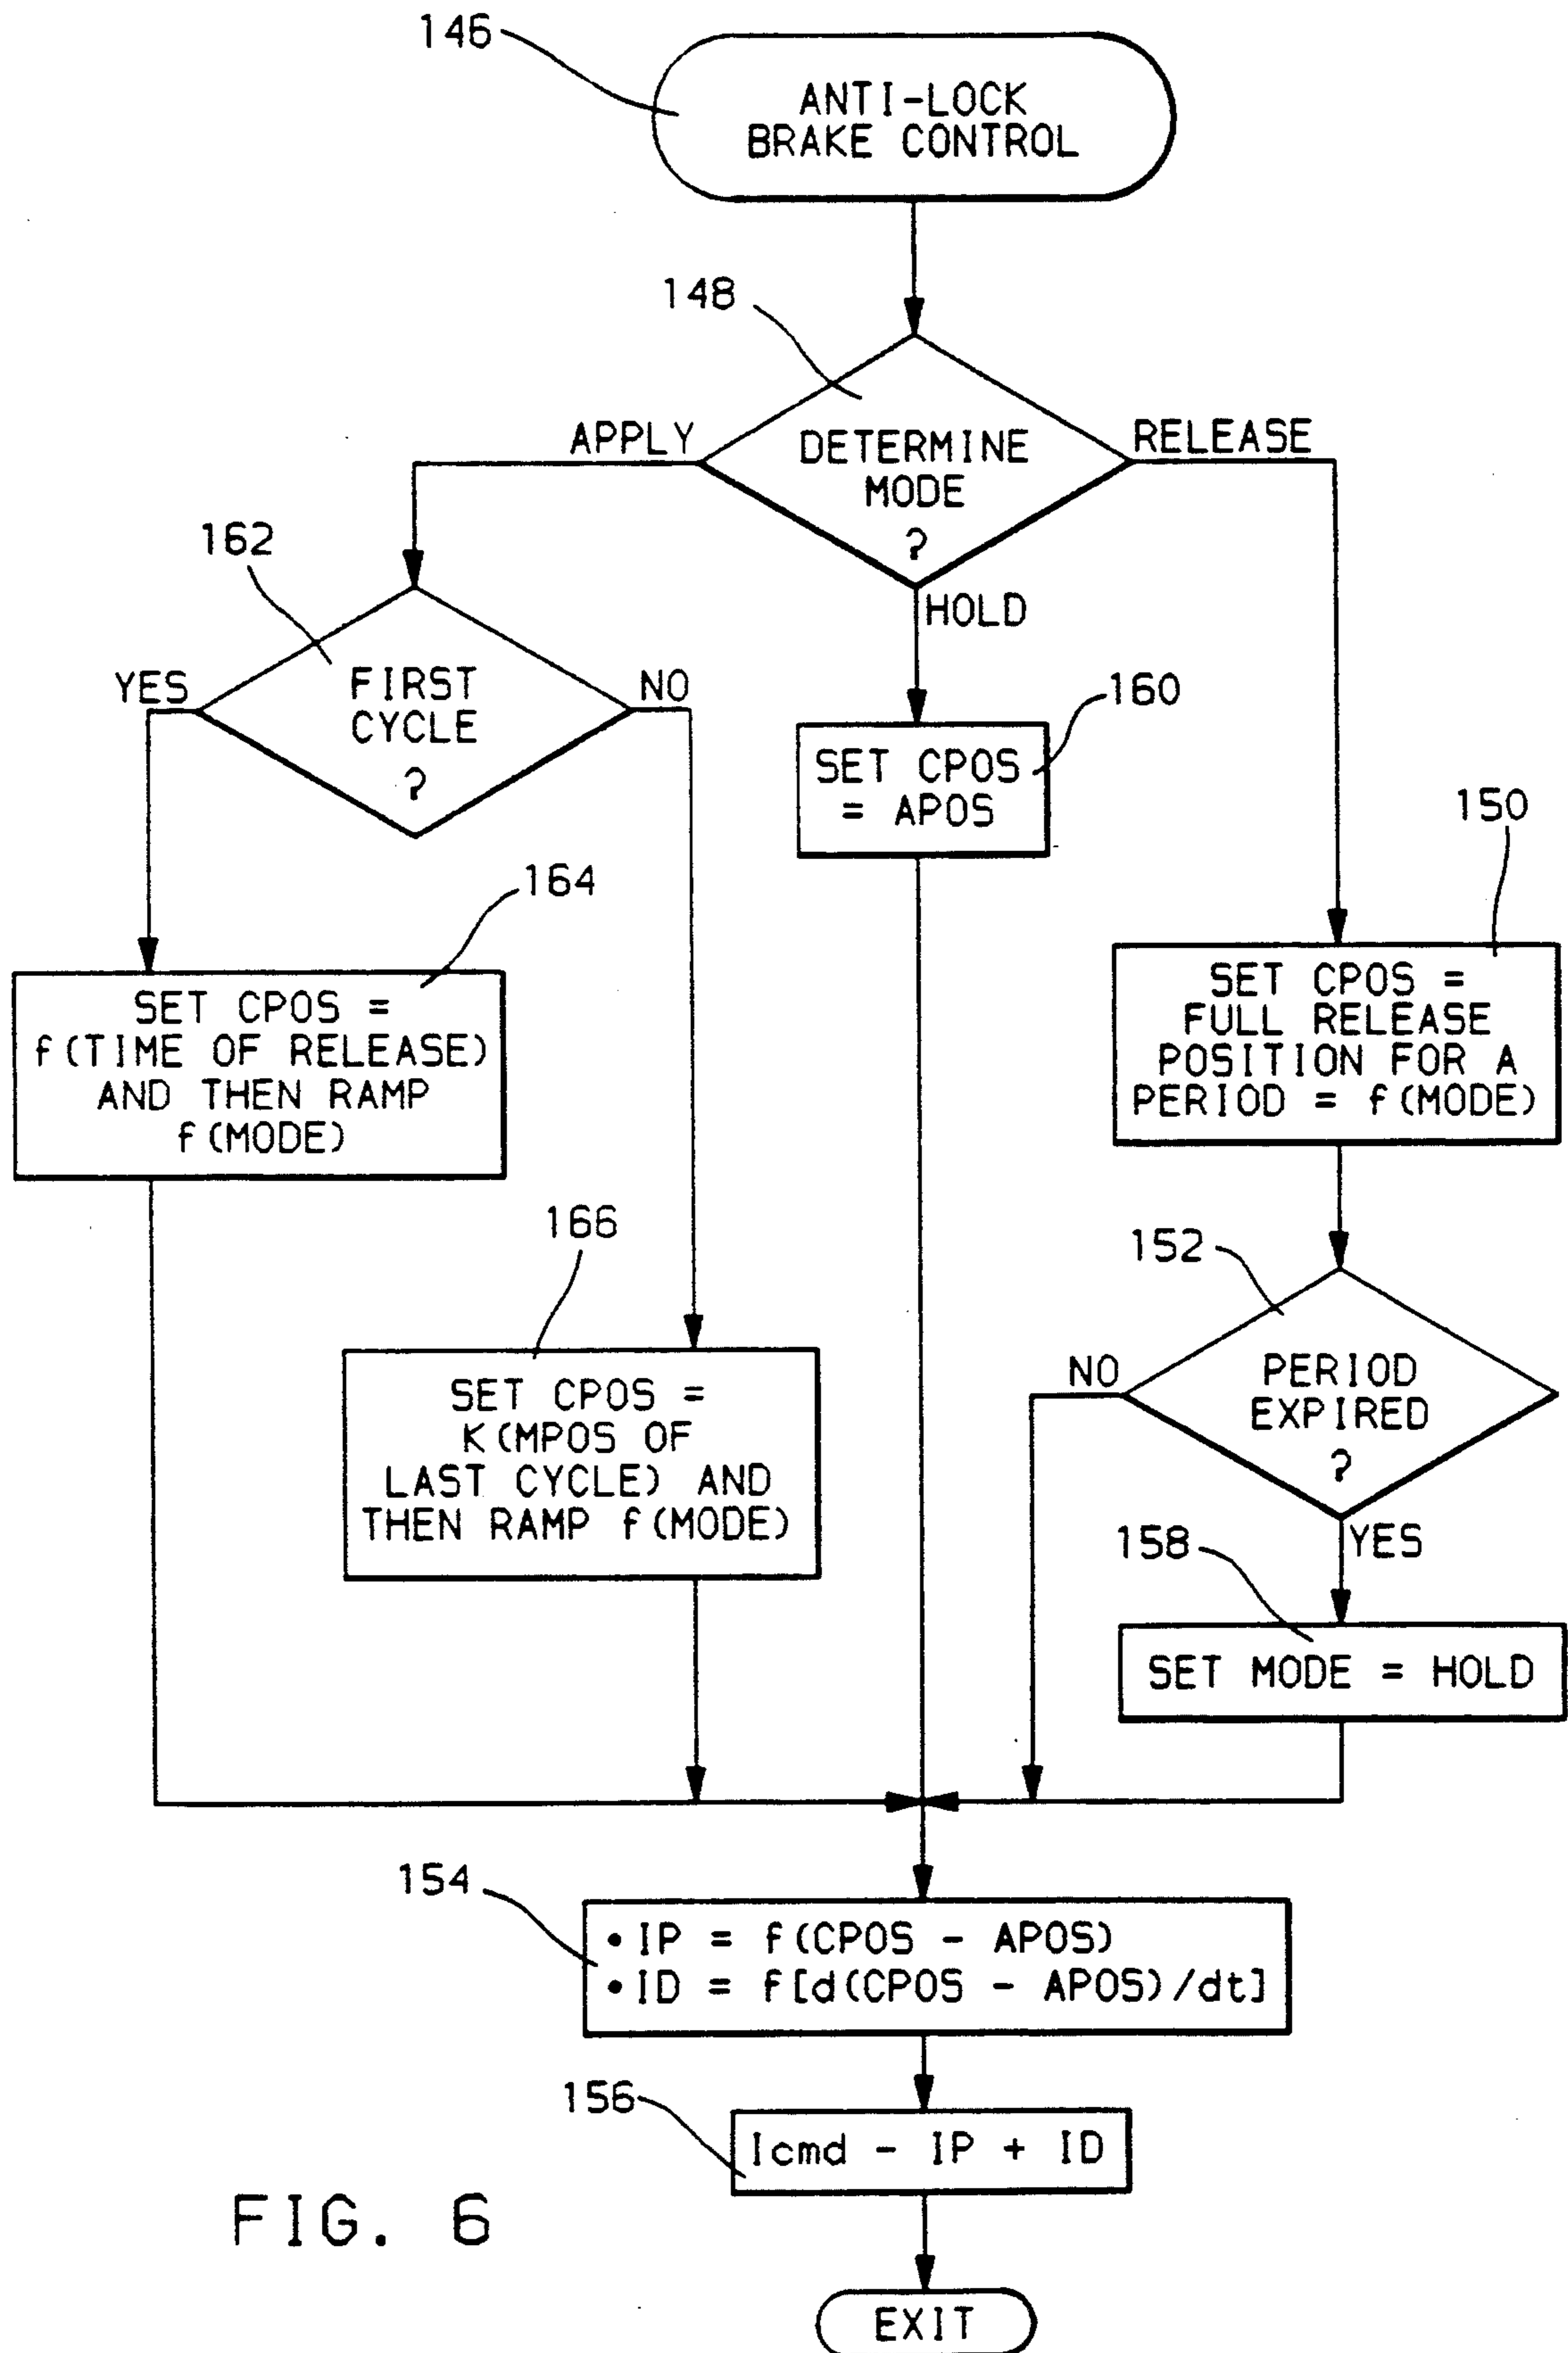 146
ANTI-LOCK
BRAKE CONTROL
148
APPLY
DETERMINE
MODE
?
RELEASE
HOLD
162
YES
FIRST
CYCLE
?
NO
160
SET CPOS
= APOS
150
164
SET CPOS =
f(TIME OF RELEASE)
AND THEN RAMP
f(MODE)
SET CPOS =
FULL RELEASE
POSITION FOR A
PERIOD = f(MODE)
166
SET CPOS =
K(MPOS OF
LAST CYCLE) AND
THEN RAMP f(MODE)
152
NO
PERIOD
EXPIRED
?
YES
158
SET MODE = HOLD
154
• IP = f(CPOS - APOS)
• ID = f[d(CPOS - APOS)/dt]
156
Icmd - IP + ID
FIG. 6
EXIT